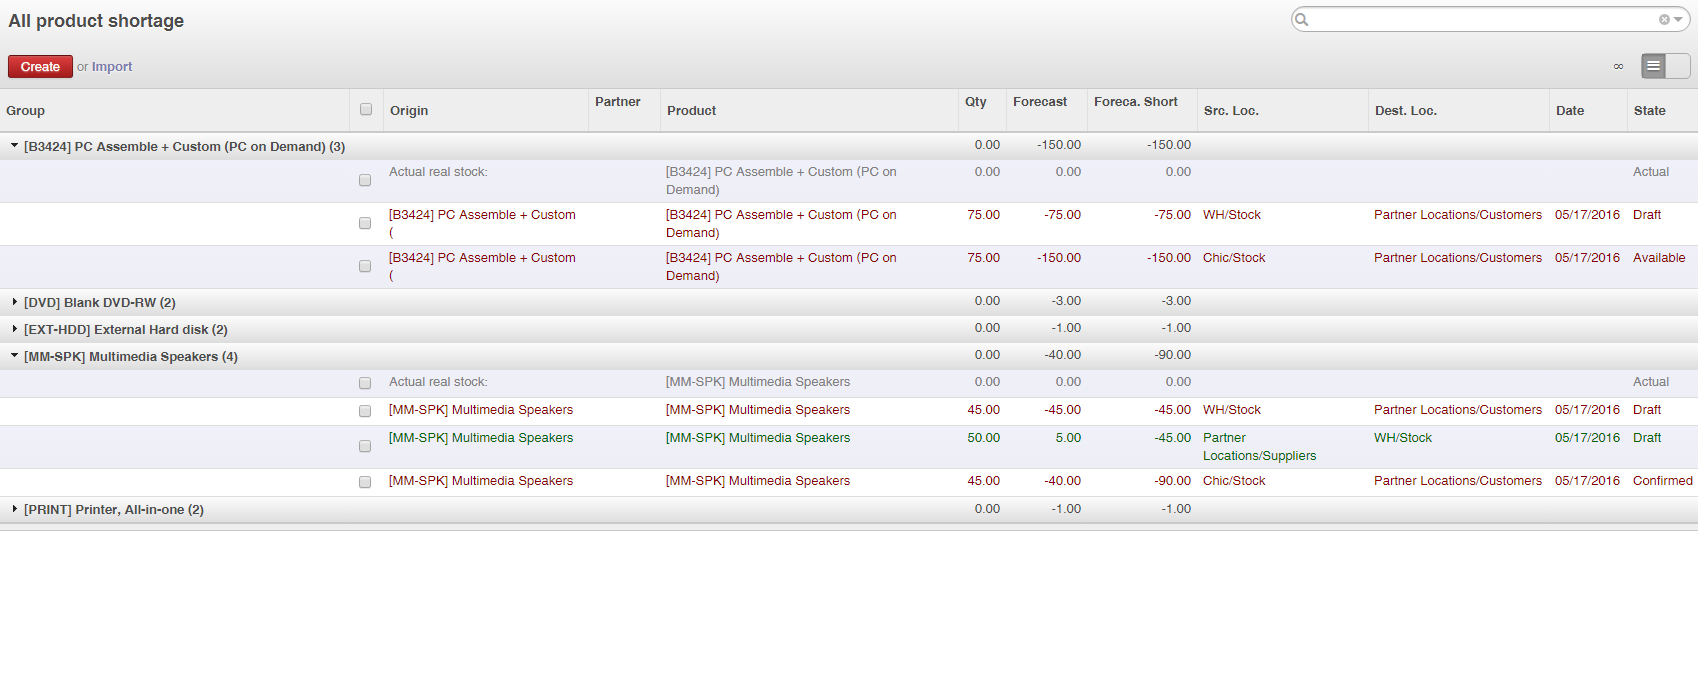 All product shortage
Create or Import
∞
Group Origin Partner Product Qty Forecast Foreca. Short Src. Loc. Dest. Loc. Date State
[B3424] PC Assemble + Custom (PC on Demand) (3) 0.00 -150.00 -150.00
Actual real stock: [B3424] PC Assemble + Custom (PC on 0.00 0.00 0.00 Actual
Demand)
[B3424] PC Assemble + Custom [B3424] PC Assemble + Custom (PC on 75.00 -75.00 -75.00 WH/Stock Partner Locations/Customers 05/17/2016 Draft
( Demand)
[B3424] PC Assemble + Custom [B3424] PC Assemble + Custom (PC on 75.00 -150.00 -150.00 Chic/Stock Partner Locations/Customers 05/17/2016 Available
( Demand)
[DVD] Blank DVD-RW (2) 0.00 -3.00 -3.00
[EXT-HDD] External Hard disk (2) 0.00 -1.00 -1.00
[MM-SPK] Multimedia Speakers (4) 0.00 -40.00 -90.00
Actual real stock: [MM-SPK] Multimedia Speakers 0.00 0.00 0.00 Actual
[MM-SPK] Multimedia Speakers [MM-SPK] Multimedia Speakers 45.00 -45.00 -45.00 WH/Stock Partner Locations/Customers 05/17/2016 Draft
[MM-SPK] Multimedia Speakers [MM-SPK] Multimedia Speakers 50.00 5.00 -45.00 Partner WH/Stock 05/17/2016 Draft
Locations/Suppliers
[MM-SPK] Multimedia Speakers [MM-SPK] Multimedia Speakers 45.00 -40.00 -90.00 Chic/Stock Partner Locations/Customers 05/17/2016 Confirmed
[PRINT] Printer, All-in-one (2) 0.00 -1.00 -1.00